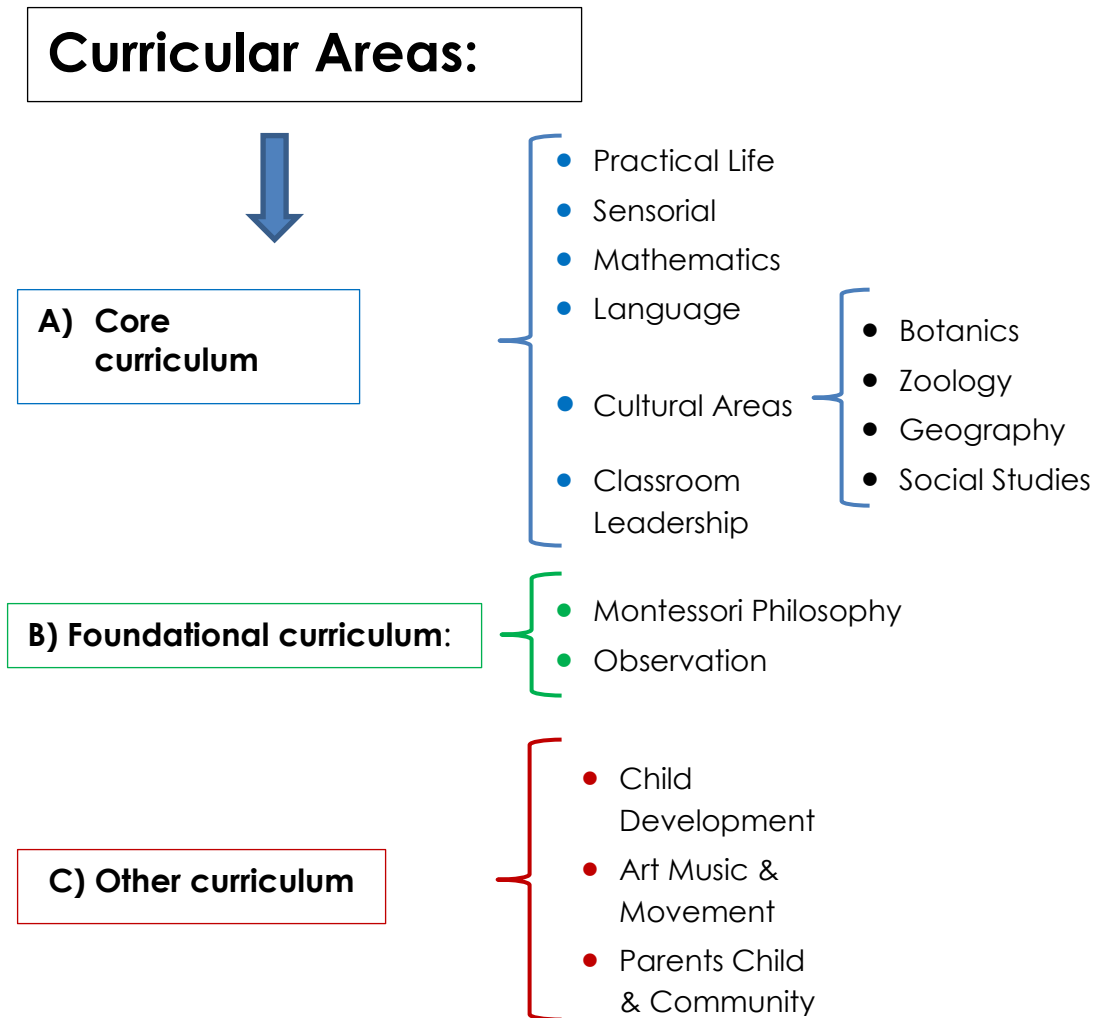 Curricular Areas:
A) Core
curriculum
• Practical Life
• Sensorial
• Mathematics
• Language
• Cultural Areas
• Classroom
Leadership
• Botanics
• Zoology
• Geography
• Social Studies
B) Foundational curriculum:
• Montessori Philosophy
• Observation
C) Other curriculum
• Child
Development
• Art Music &
Movement
• Parents Child
& Community